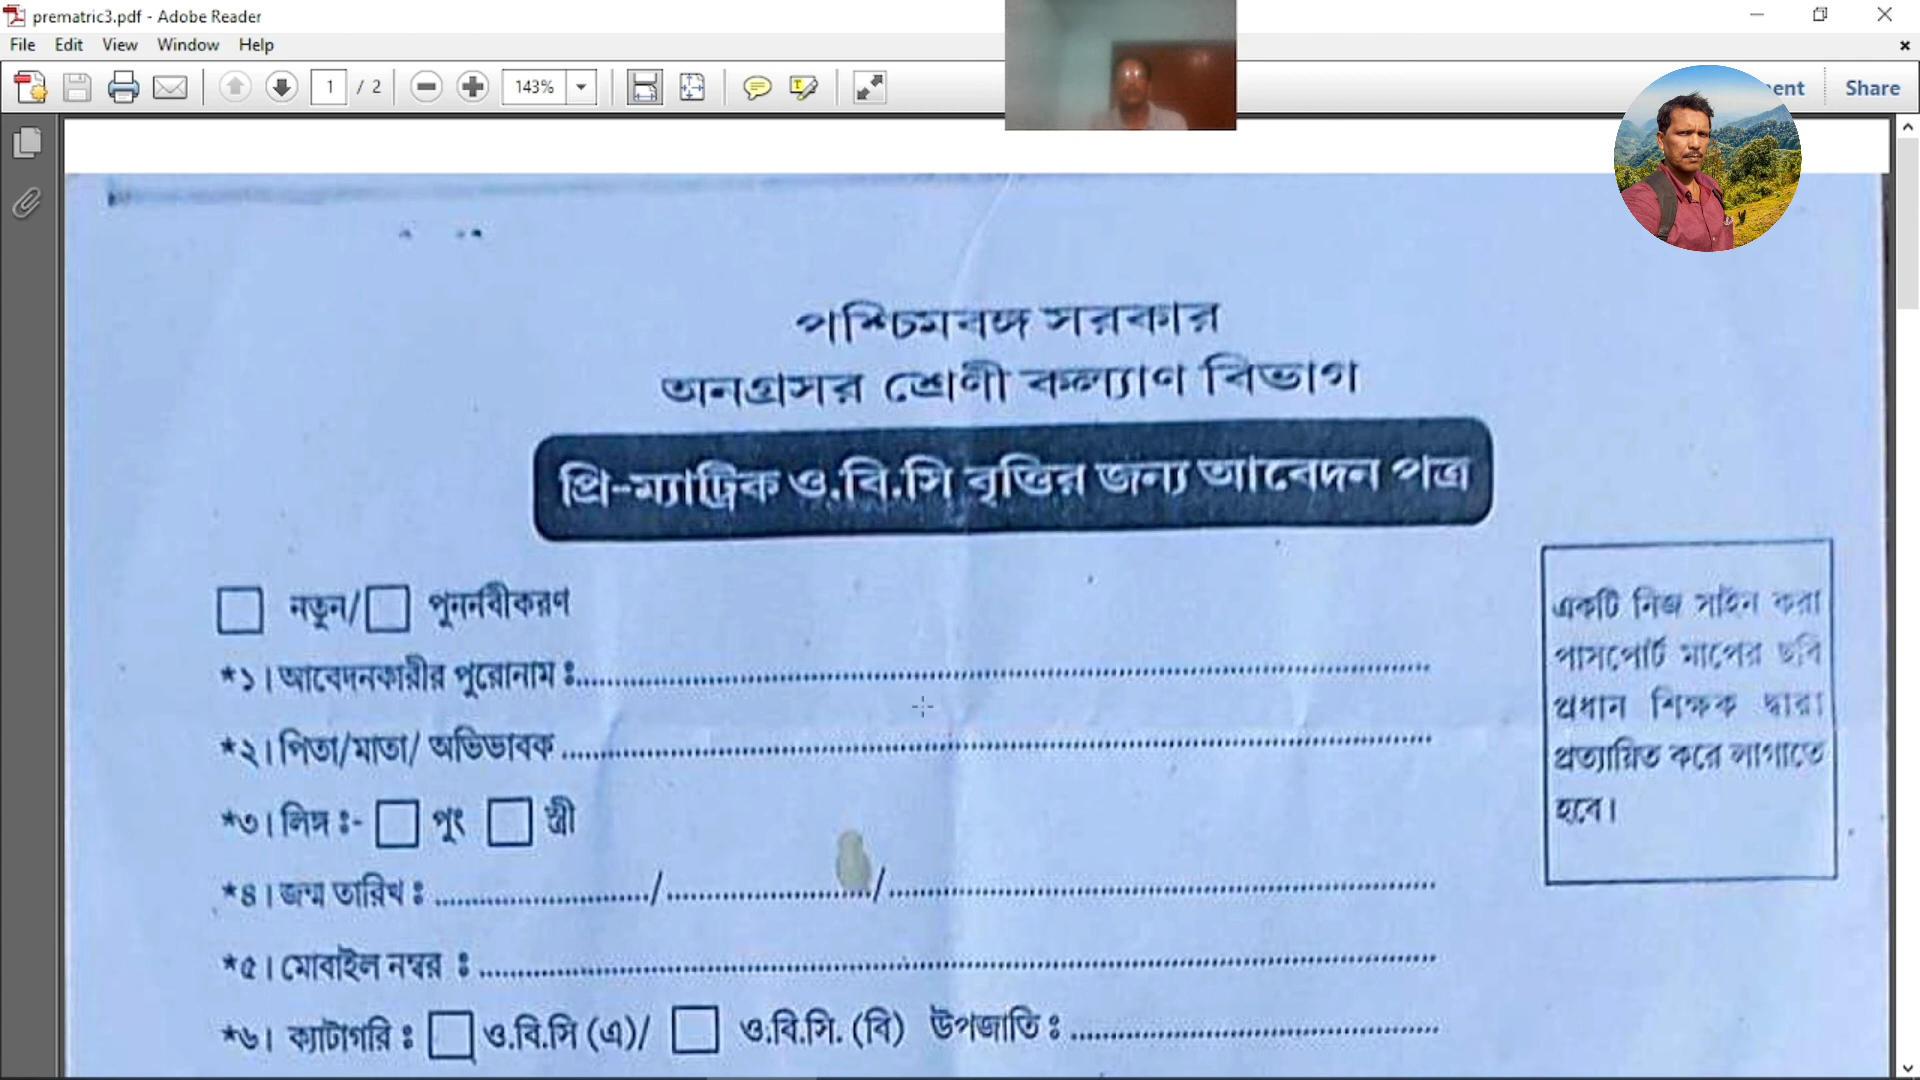 prematric3.pdf - Adobe Reader
File Edit View Window Help
1 / 2 143% Share
পশ্চিমবঙ্গ সরকার
অনগ্রসর শ্রেণী কল্যাণ বিভাগ
প্রি-ম্যাট্রিক ও.বি.সি বৃত্তির জন্য আবেদন পত্র
নতুন/ পুনর্নবীকরণ
*১। আবেদনকারীর পুরোনাম ঃ
*২। পিতা/মাতা/ অভিভাবক
*৩। লিঙ্গ ঃ- পুং স্ত্রী
*৪। জন্ম তারিখ ঃ / /
*৫। মোবাইল নম্বর ঃ
*৬। ক্যাটাগরি ঃ ও.বি.সি (এ)/ ও.বি.সি. (বি) উপজাতি ঃ
একটি নিজ সাইন করা
পাসপোর্ট মাপের ছবি
প্রধান শিক্ষক দ্বারা
প্রত্যায়িত করে লাগাতে
হবে।